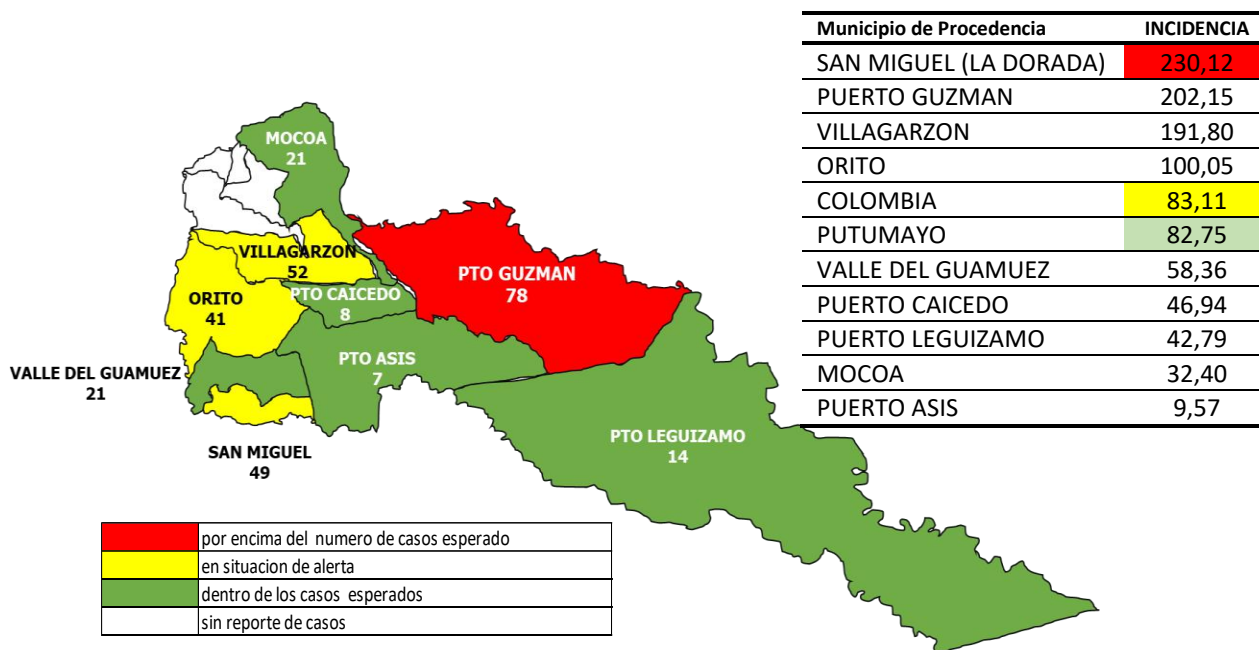 Municipio de Procedencia INCIDENCIA
SAN MIGUEL (LA DORADA) 230,12
PUERTO GUZMAN 202,15
VILLAGARZON 191,80
ORITO 100,05
COLOMBIA 83,11
PUTUMAYO 82,75
VALLE DEL GUAMUEZ 58,36
PUERTO CAICEDO 46,94
PUERTO LEGUIZAMO 42,79
MOCOA 32,40
PUERTO ASIS 9,57
MOCOA
21
VILLAGARZON
52
PTO GUZMAN
78
PTO CAICEDO
8
ORITO
41
PTO ASIS
7
VALLE DEL GUAMUEZ
21
PTO LEGUIZAMO
14
SAN MIGUEL
49
por encima del numero de casos esperado
en situacion de alerta
dentro de los casos esperados
sin reporte de casos